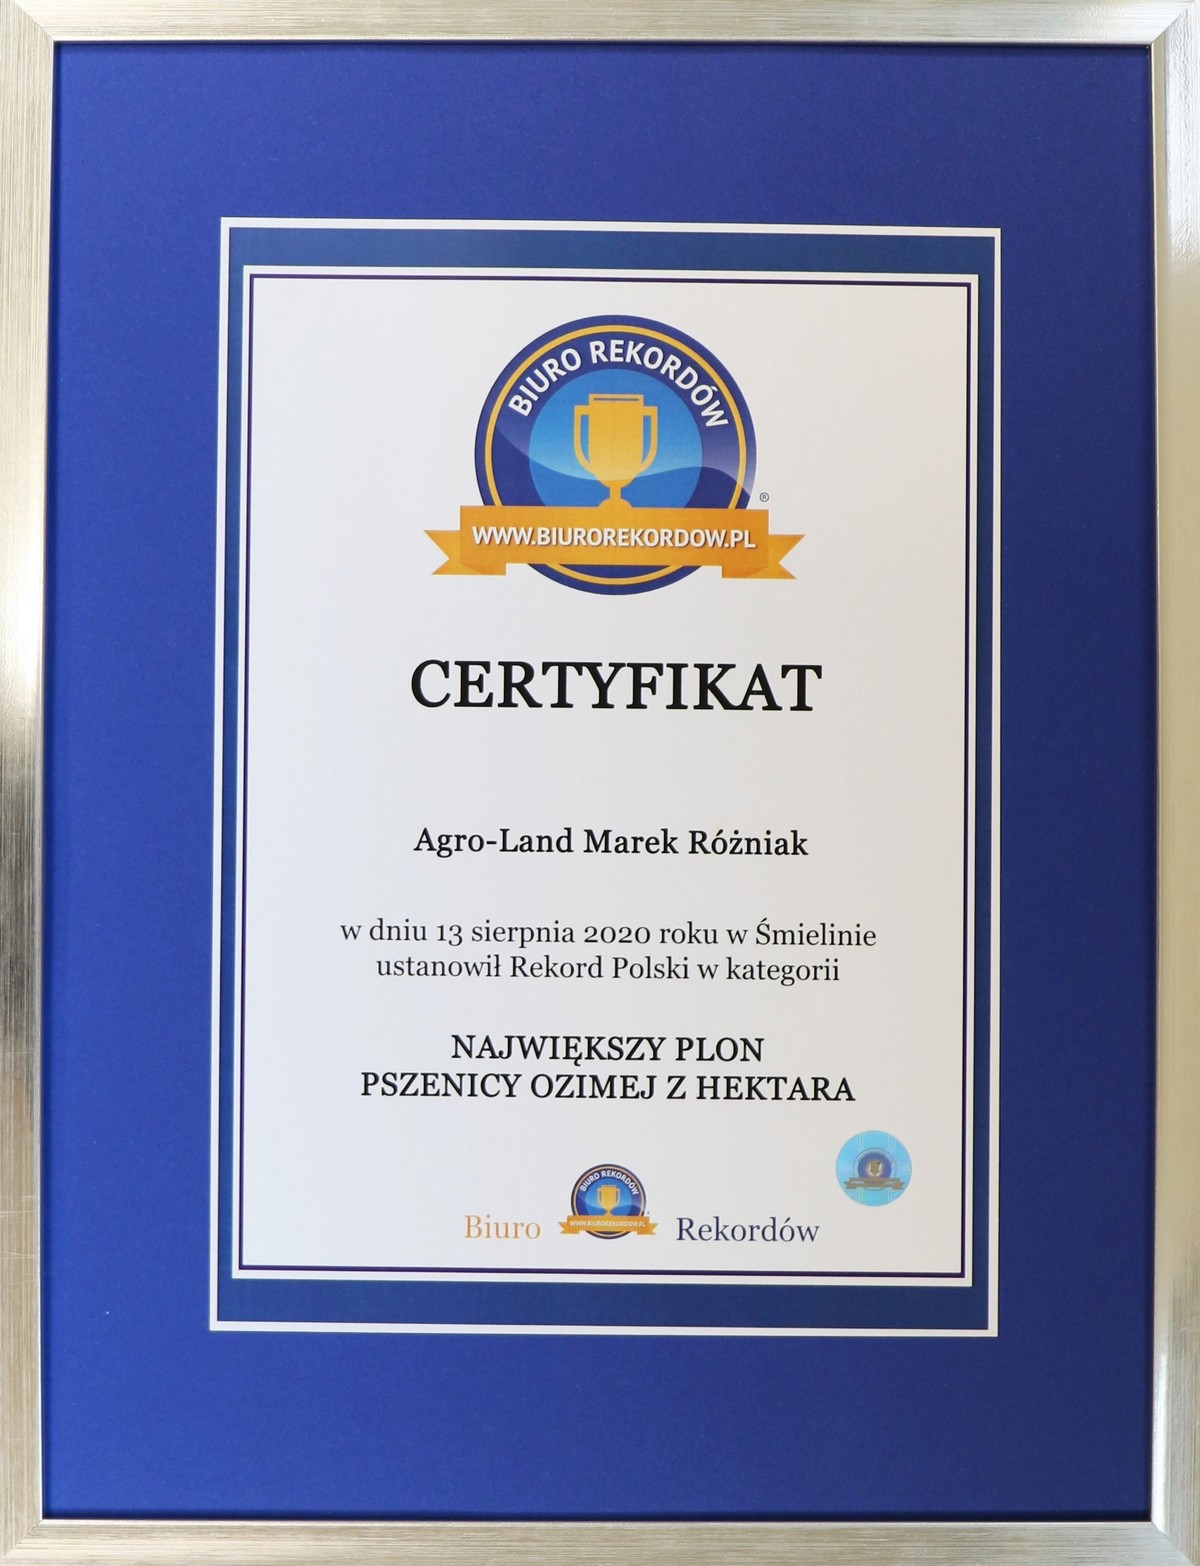 BIURO REKORDÓW
®
WWW.BIUROREKORDOW.PL
CERTYFIKAT
Agro-Land Marek Różniak
w dniu 13 sierpnia 2020 roku w Śmielinie
ustanowił Rekord Polski w kategorii
NAJWIĘKSZY PLON
PSZENICY OZIMEJ Z HEKTARA
BIURO REKORDÓW
WWW.BIUROREKORDOW.PL
Biuro Rekordów